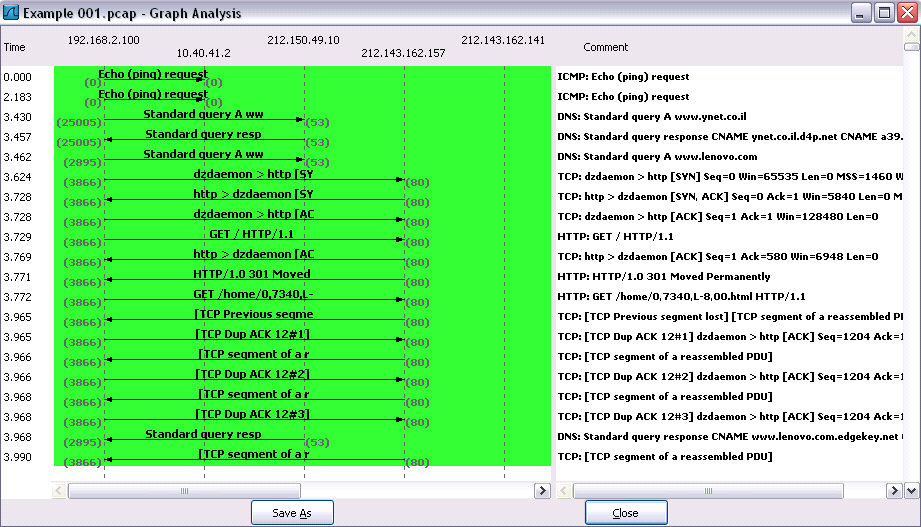 Example 001.pcap - Graph Analysis
Time 192.168.2.100 10.40.41.2 212.150.49.10 212.143.162.157 212.143.162.141 Comment
0.000 Echo (ping) request (0) (0) ICMP: Echo (ping) request
2.183 Echo (ping) request (0) (0) ICMP: Echo (ping) request
3.430 Standard query A ww (25005) (53) DNS: Standard query A www.ynet.co.il
3.457 Standard query resp (25005) (53) DNS: Standard query response CNAME ynet.co.il.d4p.net CNAME a39.
3.462 Standard query A ww (2895) (53) DNS: Standard query A www.lenovo.com
3.624 dzdaemon > http [SY (3866) (80) TCP: dzdaemon > http [SYN] Seq=0 Win=65535 Len=0 MSS=1460 W
3.728 http > dzdaemon [SY (3866) (80) TCP: http > dzdaemon [SYN, ACK] Seq=0 Ack=1 Win=5840 Len=0 M
3.728 dzdaemon > http [AC (3866) (80) TCP: dzdaemon > http [ACK] Seq=1 Ack=1 Win=128480 Len=0
3.729 GET / HTTP/1.1 (3866) (80) HTTP: GET / HTTP/1.1
3.769 http > dzdaemon [AC (3866) (80) TCP: http > dzdaemon [ACK] Seq=1 Ack=580 Win=6948 Len=0
3.771 HTTP/1.0 301 Moved (3866) (80) HTTP: HTTP/1.0 301 Moved Permanently
3.772 GET /home/0,7340,L- (3866) (80) HTTP: GET /home/0,7340,L-8,00.html HTTP/1.1
3.965 [TCP Previous segme (3866) (80) TCP: [TCP Previous segment lost] [TCP segment of a reassembled
3.965 [TCP Dup ACK 12#1] (3866) (80) TCP: [TCP Dup ACK 12#1] dzdaemon > http [ACK] Seq=1204 Ack=
3.966 [TCP segment of a r (3866) (80) TCP: [TCP segment of a reassembled PDU]
3.966 [TCP Dup ACK 12#2] (3866) (80) TCP: [TCP Dup ACK 12#2] dzdaemon > http [ACK] Seq=1204 Ack=
3.968 [TCP segment of a r (3866) (80) TCP: [TCP segment of a reassembled PDU]
3.968 [TCP Dup ACK 12#3] (3866) (80) TCP: [TCP Dup ACK 12#3] dzdaemon > http [ACK] Seq=1204 Ack=
3.968 Standard query resp (2895) (53) DNS: Standard query response CNAME www.lenovo.com.edgekey.net
3.990 [TCP segment of a r (3866) (80) TCP: [TCP segment of a reassembled PDU]
Save As Close